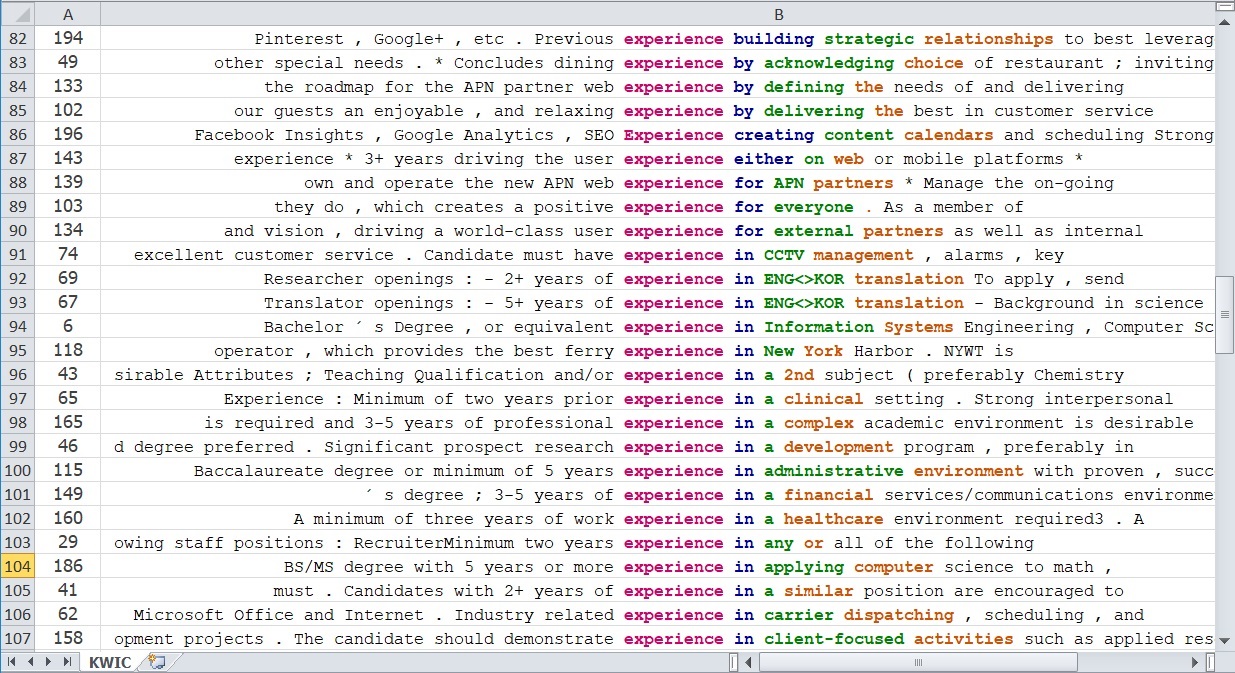 A B
82 194 Pinterest , Google+ , etc . Previous experience building strategic relationships to best leverag
83 49 other special needs . * Concludes dining experience by acknowledging choice of restaurant ; inviting
84 133 the roadmap for the APN partner web experience by defining the needs of and delivering
85 102 our guests an enjoyable , and relaxing experience by delivering the best in customer service
86 196 Facebook Insights , Google Analytics , SEO Experience creating content calendars and scheduling Strong
87 143 experience * 3+ years driving the user experience either on web or mobile platforms *
88 139 own and operate the new APN web experience for APN partners * Manage the on-going
89 103 they do , which creates a positive experience for everyone . As a member of
90 134 and vision , driving a world-class user experience for external partners as well as internal
91 74 excellent customer service . Candidate must have experience in CCTV management , alarms , key
92 69 Researcher openings : - 2+ years of experience in ENG<>KOR translation To apply , send
93 67 Translator openings : - 5+ years of experience in ENG<>KOR translation - Background in science
94 6 Bachelor ´ s Degree , or equivalent experience in Information Systems Engineering , Computer Sc
95 118 operator , which provides the best ferry experience in New York Harbor . NYWT is
96 43 sirable Attributes ; Teaching Qualification and/or experience in a 2nd subject ( preferably Chemistry
97 65 Experience : Minimum of two years prior experience in a clinical setting . Strong interpersonal
98 165 is required and 3-5 years of professional experience in a complex academic environment is desirable
99 46 d degree preferred . Significant prospect research experience in a development program , preferably in
100 115 Baccalaureate degree or minimum of 5 years experience in administrative environment with proven , succ
101 149 ´ s degree ; 3-5 years of experience in a financial services/communications environme
102 160 A minimum of three years of work experience in a healthcare environment required3 . A
103 29 owing staff positions : RecruiterMinimum two years experience in any or all of the following
104 186 BS/MS degree with 5 years or more experience in applying computer science to math ,
105 41 must . Candidates with 2+ years of experience in a similar position are encouraged to
106 62 Microsoft Office and Internet . Industry related experience in carrier dispatching , scheduling , and
107 158 opment projects . The candidate should demonstrate experience in client-focused activities such as applied res
KWIC